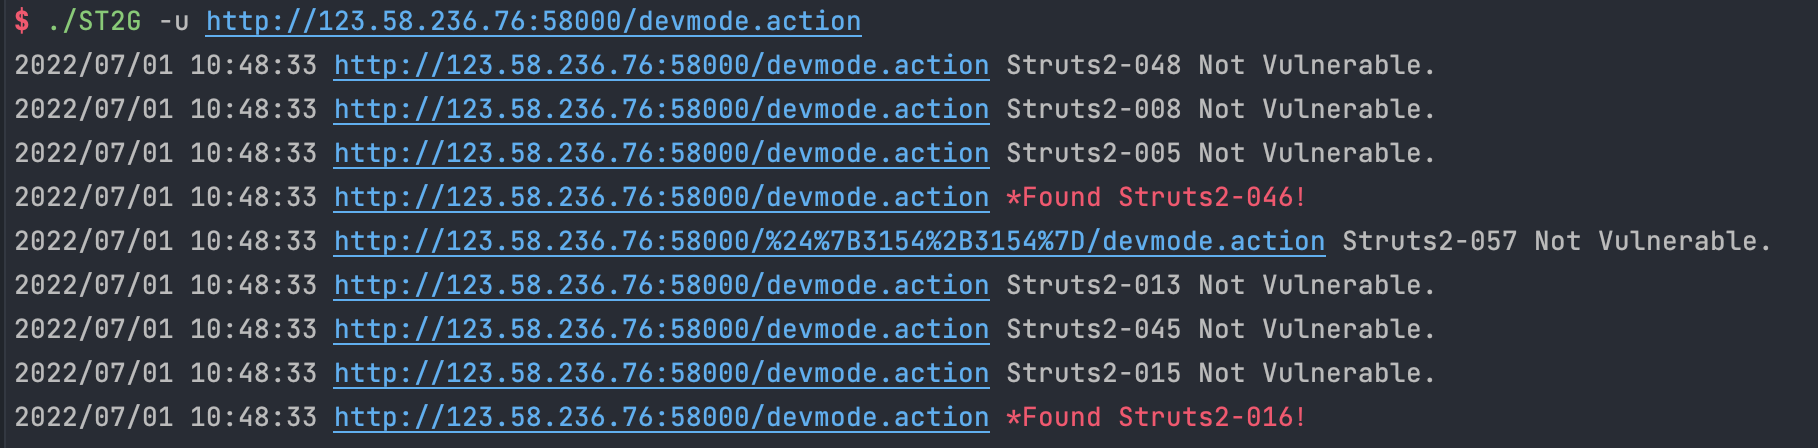 $ ./ST2G -u http://123.58.236.76:58000/devmode.action
2022/07/01 10:48:33 http://123.58.236.76:58000/devmode.action Struts2-048 Not Vulnerable.
2022/07/01 10:48:33 http://123.58.236.76:58000/devmode.action Struts2-008 Not Vulnerable.
2022/07/01 10:48:33 http://123.58.236.76:58000/devmode.action Struts2-005 Not Vulnerable.
2022/07/01 10:48:33 http://123.58.236.76:58000/devmode.action *Found Struts2-046!
2022/07/01 10:48:33 http://123.58.236.76:58000/%24%7B3154%2B3154%7D/devmode.action Struts2-057 Not Vulnerable.
2022/07/01 10:48:33 http://123.58.236.76:58000/devmode.action Struts2-013 Not Vulnerable.
2022/07/01 10:48:33 http://123.58.236.76:58000/devmode.action Struts2-045 Not Vulnerable.
2022/07/01 10:48:33 http://123.58.236.76:58000/devmode.action Struts2-015 Not Vulnerable.
2022/07/01 10:48:33 http://123.58.236.76:58000/devmode.action *Found Struts2-016!